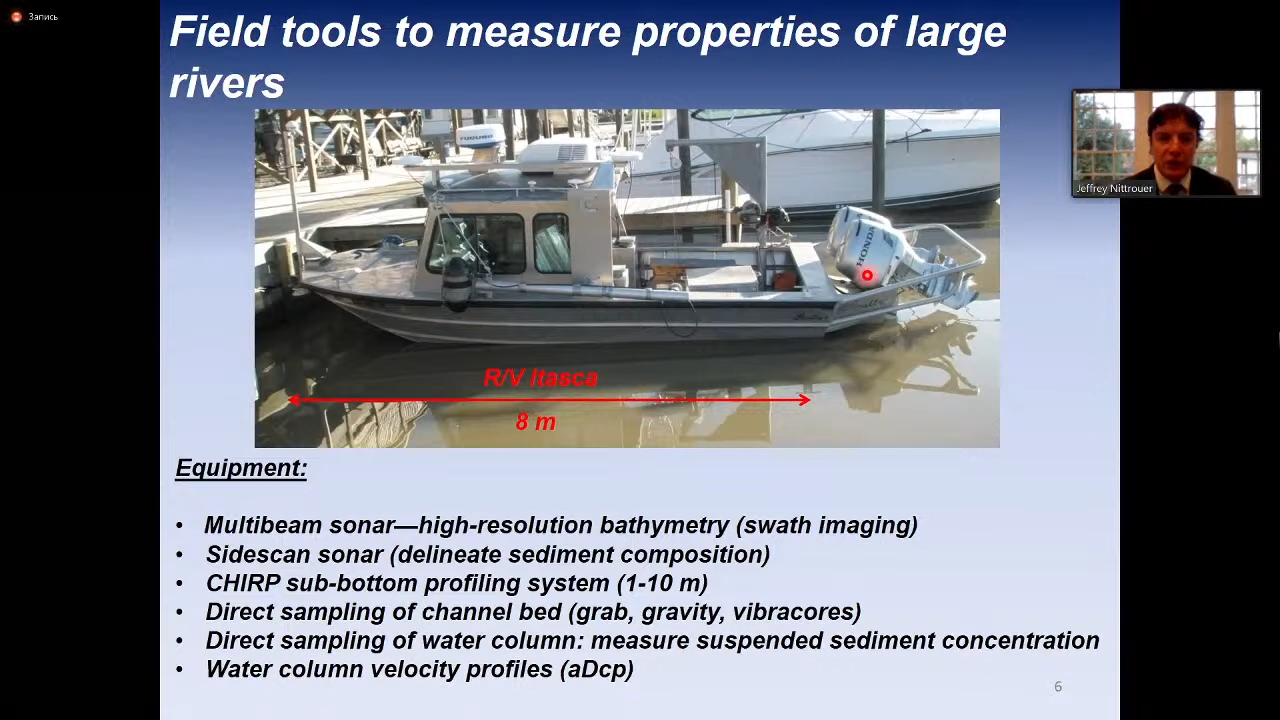 Запись
Field tools to measure properties of large
rivers
FURUNO
HONDA
Jeffrey Nittrouer
R/V Itasca
8 m
Equipment:
• Multibeam sonar—high-resolution bathymetry (swath imaging)
• Sidescan sonar (delineate sediment composition)
• CHIRP sub-bottom profiling system (1-10 m)
• Direct sampling of channel bed (grab, gravity, vibracores)
• Direct sampling of water column: measure suspended sediment concentration
• Water column velocity profiles (aDcp)
6